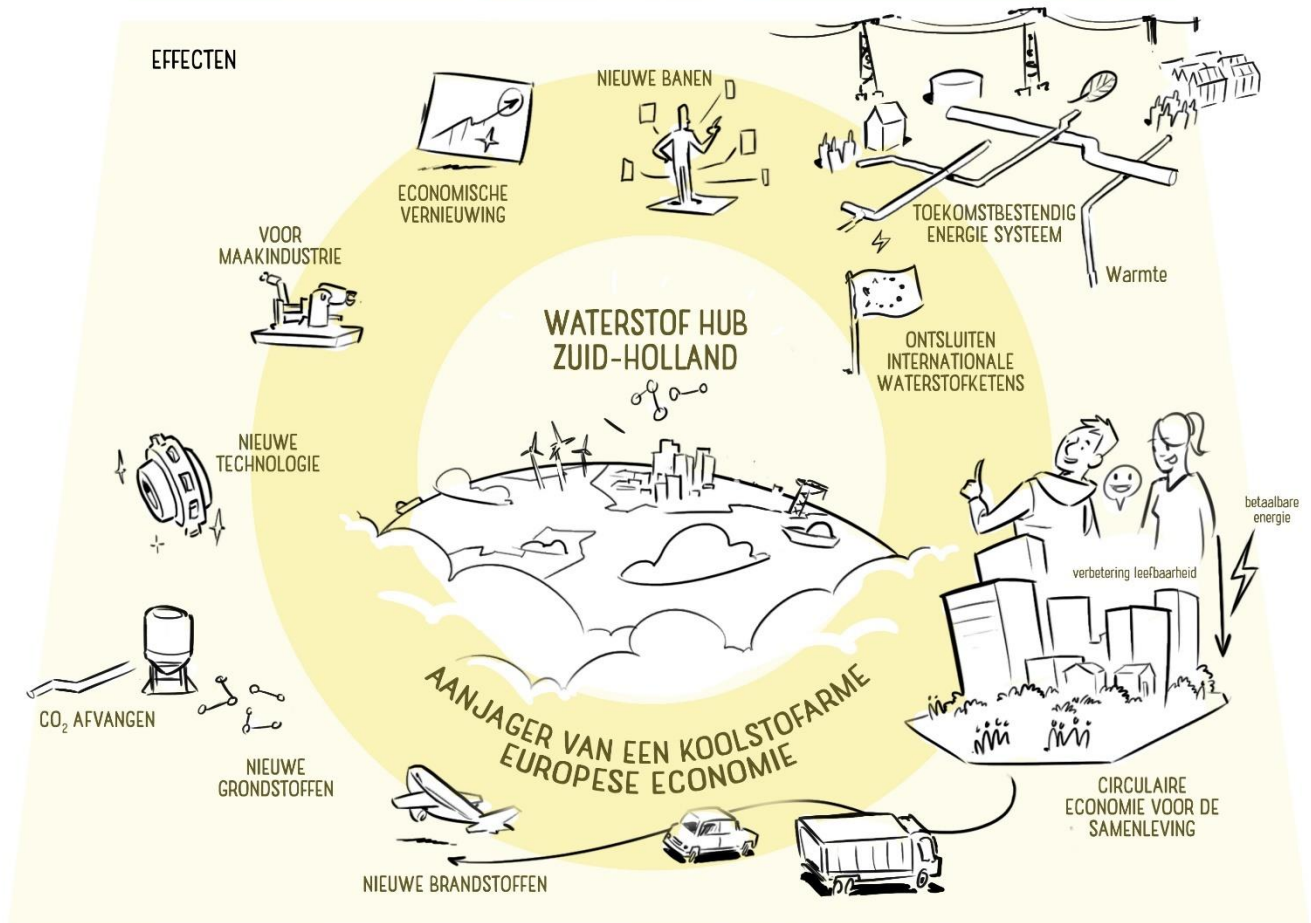 EFFECTEN
NIEUWE BANEN
ECONOMISCHE
VERNIEUWING
TOEKOMSTBESTENDIG
ENERGIE SYSTEEM
Warmte
VOOR
MAAKINDUSTRIE
WATERSTOF HUB
ZUID-HOLLAND
ONTSLUITEN
INTERNATIONALE
WATERSTOFKETENS
NIEUWE
TECHNOLOGIE
betaalbare
energie
verbetering leefbaarheid
CO₂ AFVANGEN
NIEUWE
GRONDSTOFFEN
AANJAGER VAN EEN KOOLSTOFARME
EUROPESE ECONOMIE
CIRCULAIRE
ECONOMIE VOOR DE
SAMENLEVING
NIEUWE BRANDSTOFFEN